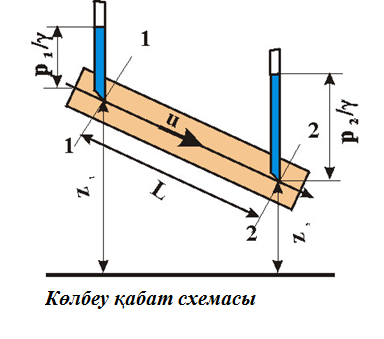 p₁/γ
1
p₂/γ
u
2
1
z₁
L
2
z₂
Көлбеу қабат схемасы